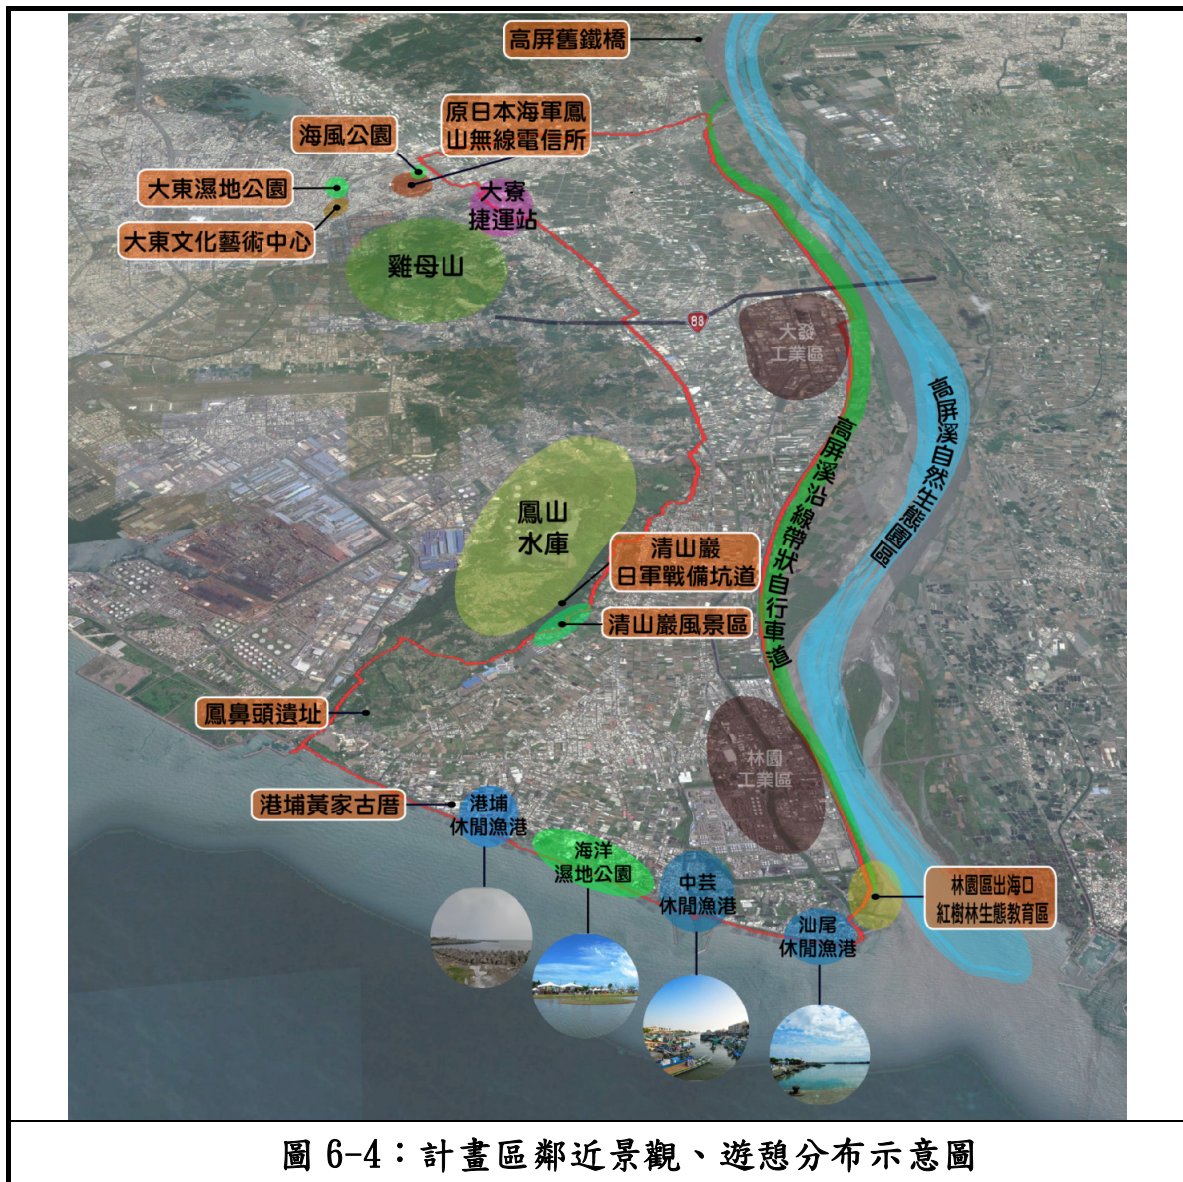 高屏舊鐵橋
原日本海軍鳳
山無線電信所
海風公園
大東濕地公園
大寮
捷運站
大東文化藝術中心
雞母山
88
大發
工業區
高屏溪自然生態園區
高屏溪沿線帶狀自行車道
鳳山
水庫
清山巖
日軍戰備坑道
清山巖風景區
鳳鼻頭遺址
林園
工業區
港埔黃家古厝
港埔
休閒漁港
海洋
濕地公園
中芸
休閒漁港
林園區出海口
紅樹林生態教育區
汕尾
休閒漁港
圖 6-4：計畫區鄰近景觀、遊憩分布示意圖